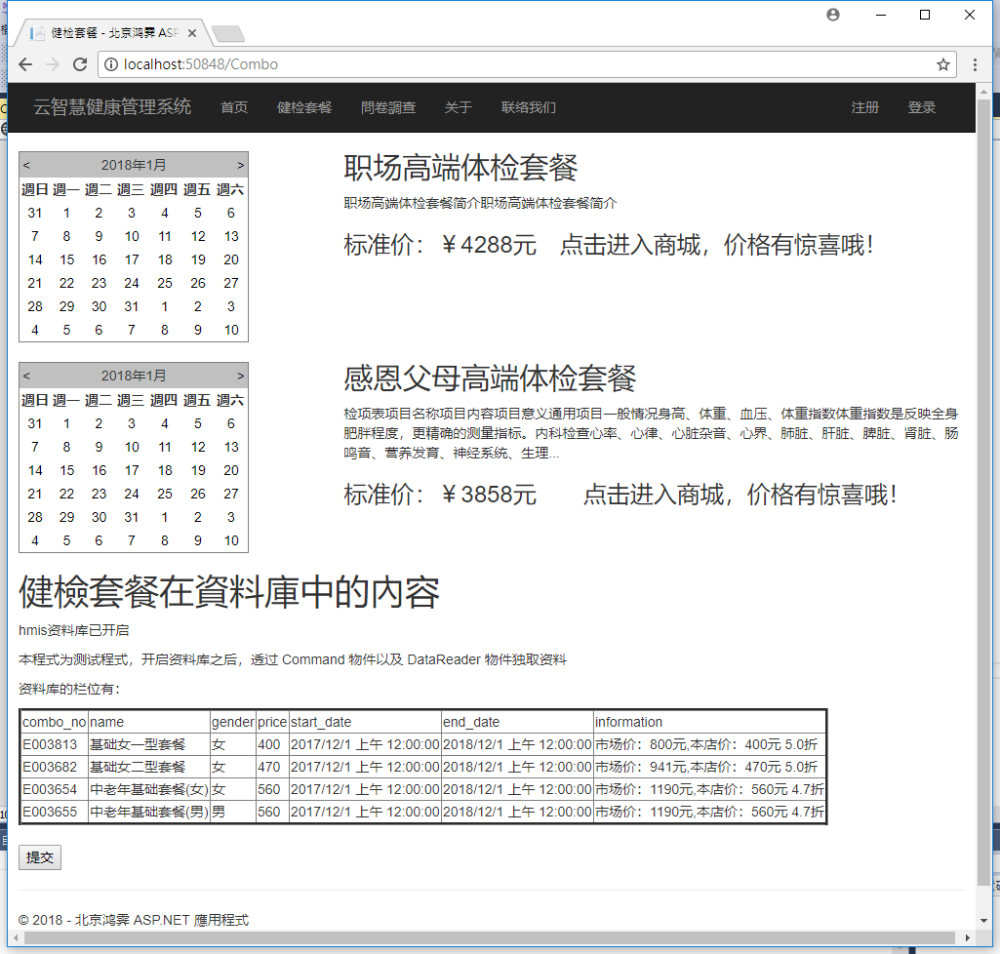 健检套餐 - 北京鸿霁 ASP
localhost:50848/Combo
云智慧健康管理系统 首页 健检套餐 問卷調查 关于 联络我们 注册 登录
< 2018年1月 >
週日 週一 週二 週三 週四 週五 週六
31 1 2 3 4 5 6
7 8 9 10 11 12 13
14 15 16 17 18 19 20
21 22 23 24 25 26 27
28 29 30 31 1 2 3
4 5 6 7 8 9 10
职场高端体检套餐
职场高端体检套餐简介职场高端体检套餐简介
标准价：￥4288元 点击进入商城，价格有惊喜哦！
< 2018年1月 >
週日 週一 週二 週三 週四 週五 週六
31 1 2 3 4 5 6
7 8 9 10 11 12 13
14 15 16 17 18 19 20
21 22 23 24 25 26 27
28 29 30 31 1 2 3
4 5 6 7 8 9 10
感恩父母高端体检套餐
检项表项目名称项目内容项目意义通用项目一般情况身高、体重、血压、体重指数体重指数是反映全身
肥胖程度，更精确的测量指标。内科检查心率、心律、心脏杂音、心界、肺脏、肝脏、脾脏、肾脏、肠
鸣音、营养发育、神经系统、生理...
标准价：￥3858元 点击进入商城，价格有惊喜哦！
健檢套餐在資料庫中的內容
hmis资料库已开启
本程式为测试程式，开启资料库之后，透过 Command 物件以及 DataReader 物件独取资料
资料库的栏位有：
combo_no name gender price start_date end_date information
E003813 基础女一型套餐 女 400 2017/12/1 上午 12:00:00 2018/12/1 上午 12:00:00 市场价：800元,本店价：400元 5.0折
E003682 基础女二型套餐 女 470 2017/12/1 上午 12:00:00 2018/12/1 上午 12:00:00 市场价：941元,本店价：470元 5.0折
E003654 中老年基础套餐(女) 女 560 2017/12/1 上午 12:00:00 2018/12/1 上午 12:00:00 市场价：1190元,本店价：560元 4.7折
E003655 中老年基础套餐(男) 男 560 2017/12/1 上午 12:00:00 2018/12/1 上午 12:00:00 市场价：1190元,本店价：560元 4.7折
提交
© 2018 - 北京鸿霁 ASP.NET 應用程式